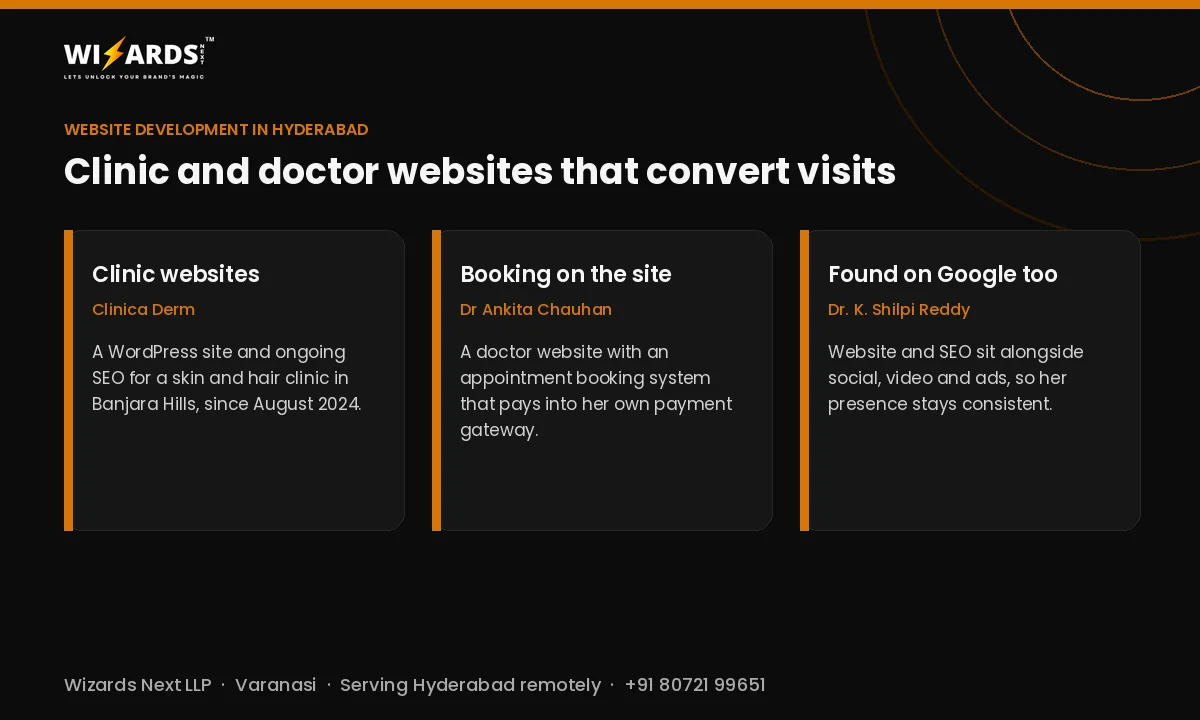 WIZARDS NEXT TM
LETS UNLOCK YOUR BRAND'S MAGIC
WEBSITE DEVELOPMENT IN HYDERABAD
Clinic and doctor websites that convert visits
Clinic websites
Clinica Derm
A WordPress site and ongoing
SEO for a skin and hair clinic in
Banjara Hills, since August 2024.
Booking on the site
Dr Ankita Chauhan
A doctor website with an
appointment booking system
that pays into her own payment
gateway.
Found on Google too
Dr. K. Shilpi Reddy
Website and SEO sit alongside
social, video and ads, so her
presence stays consistent.
Wizards Next LLP · Varanasi · Serving Hyderabad remotely · +91 80721 99651